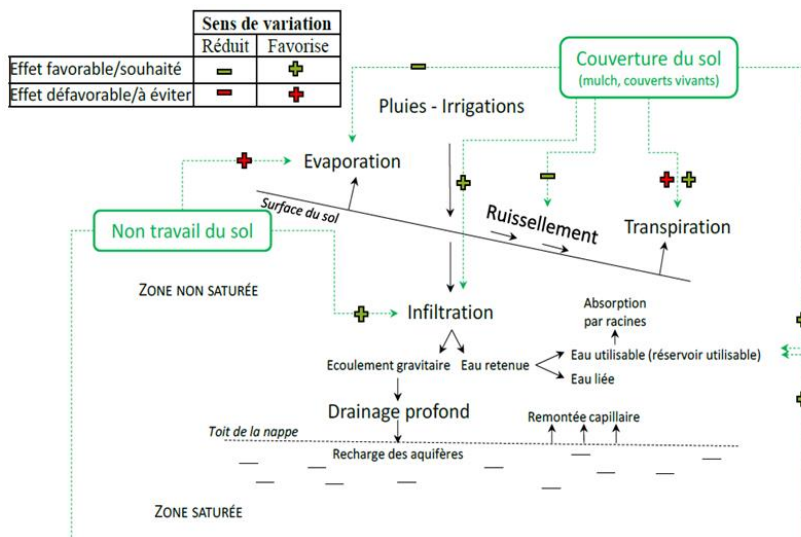 Sens de variation
Réduit Favorise
Effet favorable/souhaité
Effet défavorable/à éviter
Couverture du sol
(mulch, couverts vivants)
Pluies - Irrigations
Evaporation
Surface du sol
Ruissellement
Transpiration
Non travail du sol
ZONE NON SATURÉE
Infiltration
Absorption
par racines
Ecoulement gravitaire
Eau retenue
Eau utilisable (réservoir utilisable)
Eau liée
Drainage profond
Remontée capillaire
Toit de la nappe
Recharge des aquifères
ZONE SATURÉE